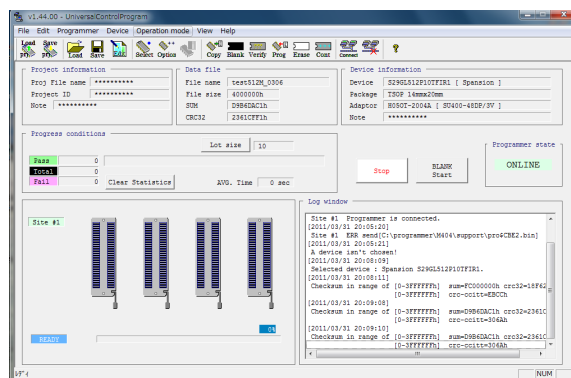 v1.44.00 - UniversalControlProgram
File Edit Programmer Device Operation mode View Help
Load prj Save prj Load Save Edit Select Option Copy Blank Verify Prog Erase Cont Connect
Project information
Proj File name **********
Project ID **********
Note **********
Data file
File name test512M_0306
File size 4000000h
SUM D9B6DAC1h
CRC32 2361CFF1h
Device information
Device S29GL512P10TFIR1 [ Spansion ]
Package TSOP 14mmx20mm
Adaptor H050T-2004A [ SU400-48DP/3V ]
Note **********
Progress conditions
Lot size 10
Pass 0
Total 0
Fail 0 Clear Statistics AVG. Time 0 sec
Stop BLANK Start
Programmer state
ONLINE
Site #1
0%
READY
Log window
Site #1 Programmer is connected.
[2011/03/31 20:05:20]
Site #1 ERR send(C:\programmer\M404\support\pro$CBE2.bin]
[2011/03/31 20:05:21]
A device isn't chosen!
[2011/03/31 20:08:09]
Selected device : Spansion S29GL512P10TFIR1.
[2011/03/31 20:08:11]
Checksum in range of [0-3FFFFFFh] sum=FC000000h crc32=18F62
[0-3FFFFFFh] crc-ccitt=EBCCh
[2011/03/31 20:09:08]
Checksum in range of [0-3FFFFFFh] sum=D9B6DAC1h crc32=2361C
[0-3FFFFFFh] crc-ccitt=306Ah
[2011/03/31 20:09:10]
Checksum in range of [0-3FFFFFFh] sum=D9B6DAC1h crc32=2361C
[0-3FFFFFFh] crc-ccitt=306Ah
NUM